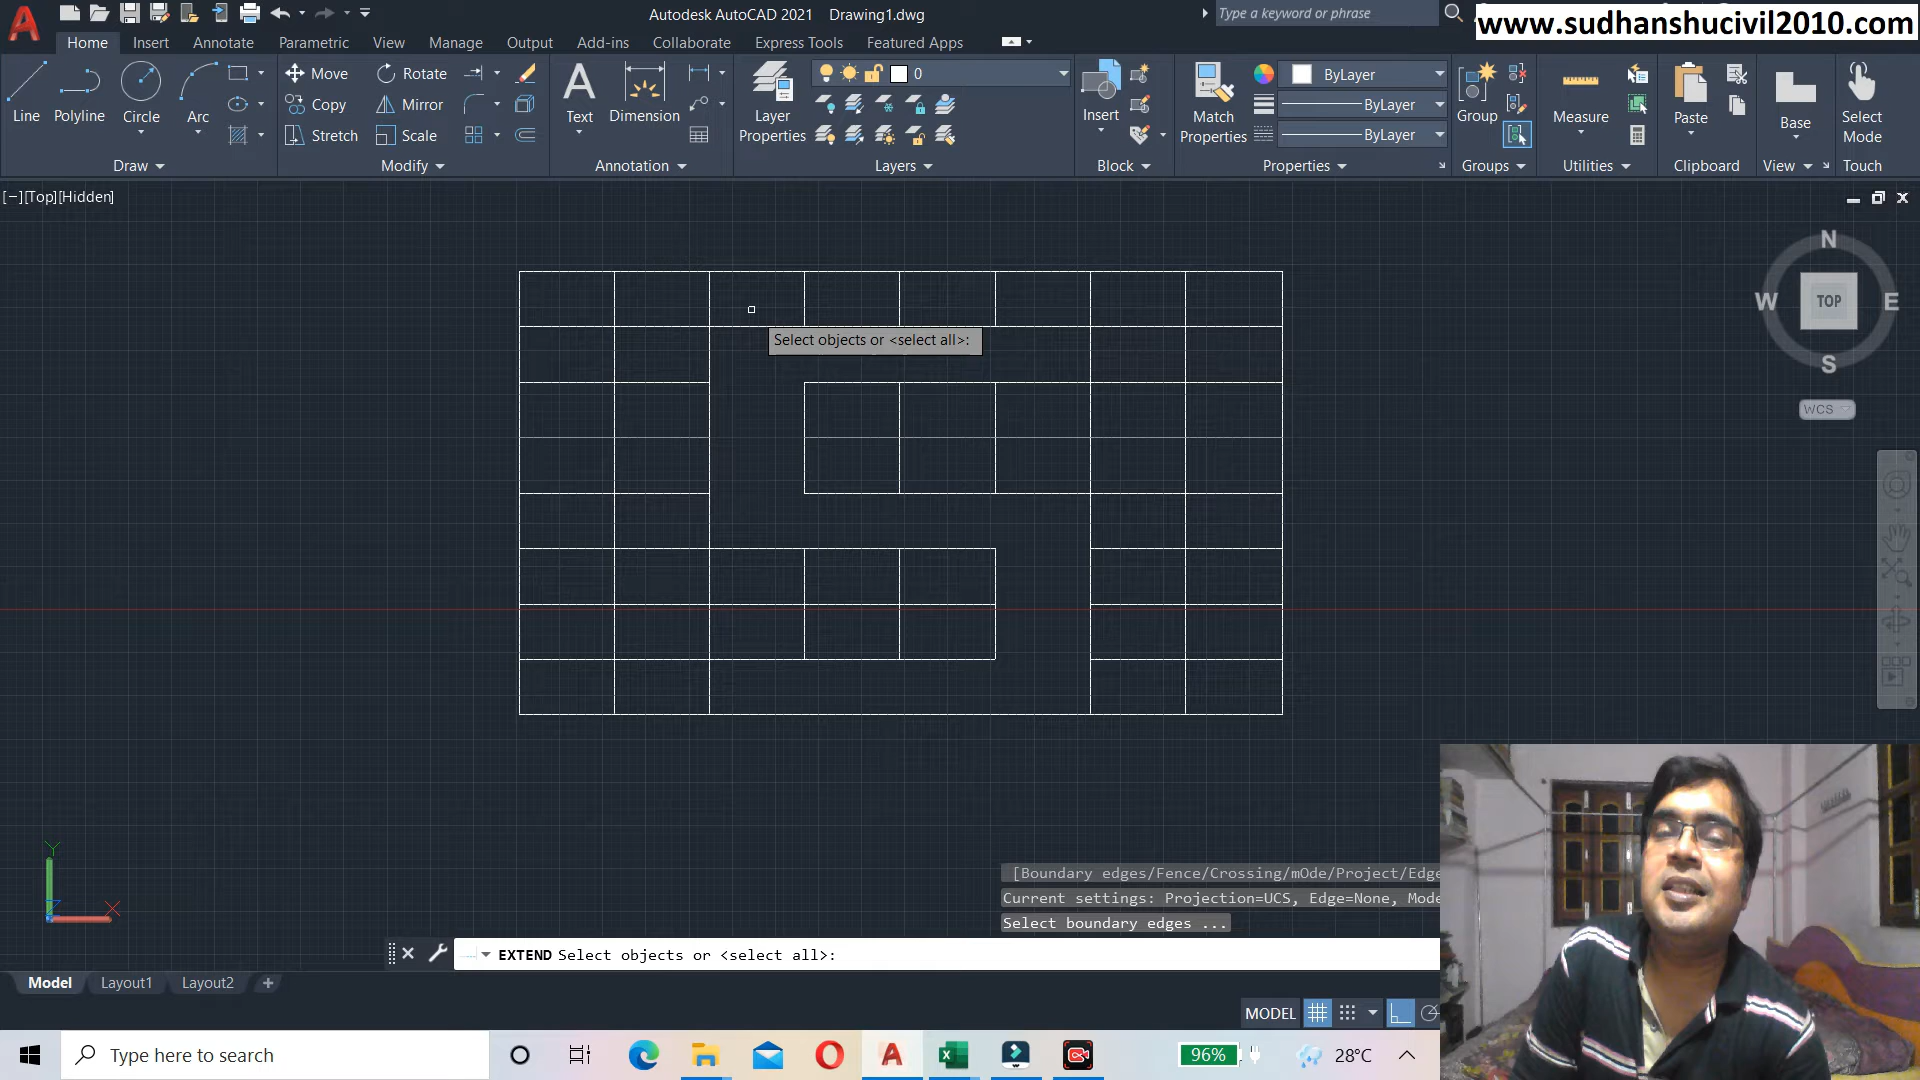 Autodesk AutoCAD 2021 Drawing1.dwg
Type a keyword or phrase
www.sudhanshucivil2010.com
Home Insert Annotate Parametric View Manage Output Add-ins Collaborate Express Tools Featured Apps
Line Polyline Circle Arc
Move Rotate
Copy Mirror
Stretch Scale
Text Dimension
Layer Properties
0
Insert
Match Properties
ByLayer
ByLayer
ByLayer
Group
Measure
Paste
Base
Select Mode
Draw Modify Annotation Layers Block Properties Groups Utilities Clipboard View Touch
[−][Top][Hidden]
N
W TOP E
S
WCS
Select objects or <select all>:
Y
X
[Boundary edges/Fence/Crossing/mOde/Project/Edge
Current settings: Projection=UCS, Edge=None, Mode
Select boundary edges ...
EXTEND Select objects or <select all>:
Model Layout1 Layout2 +
MODEL
Type here to search
96% 28°C